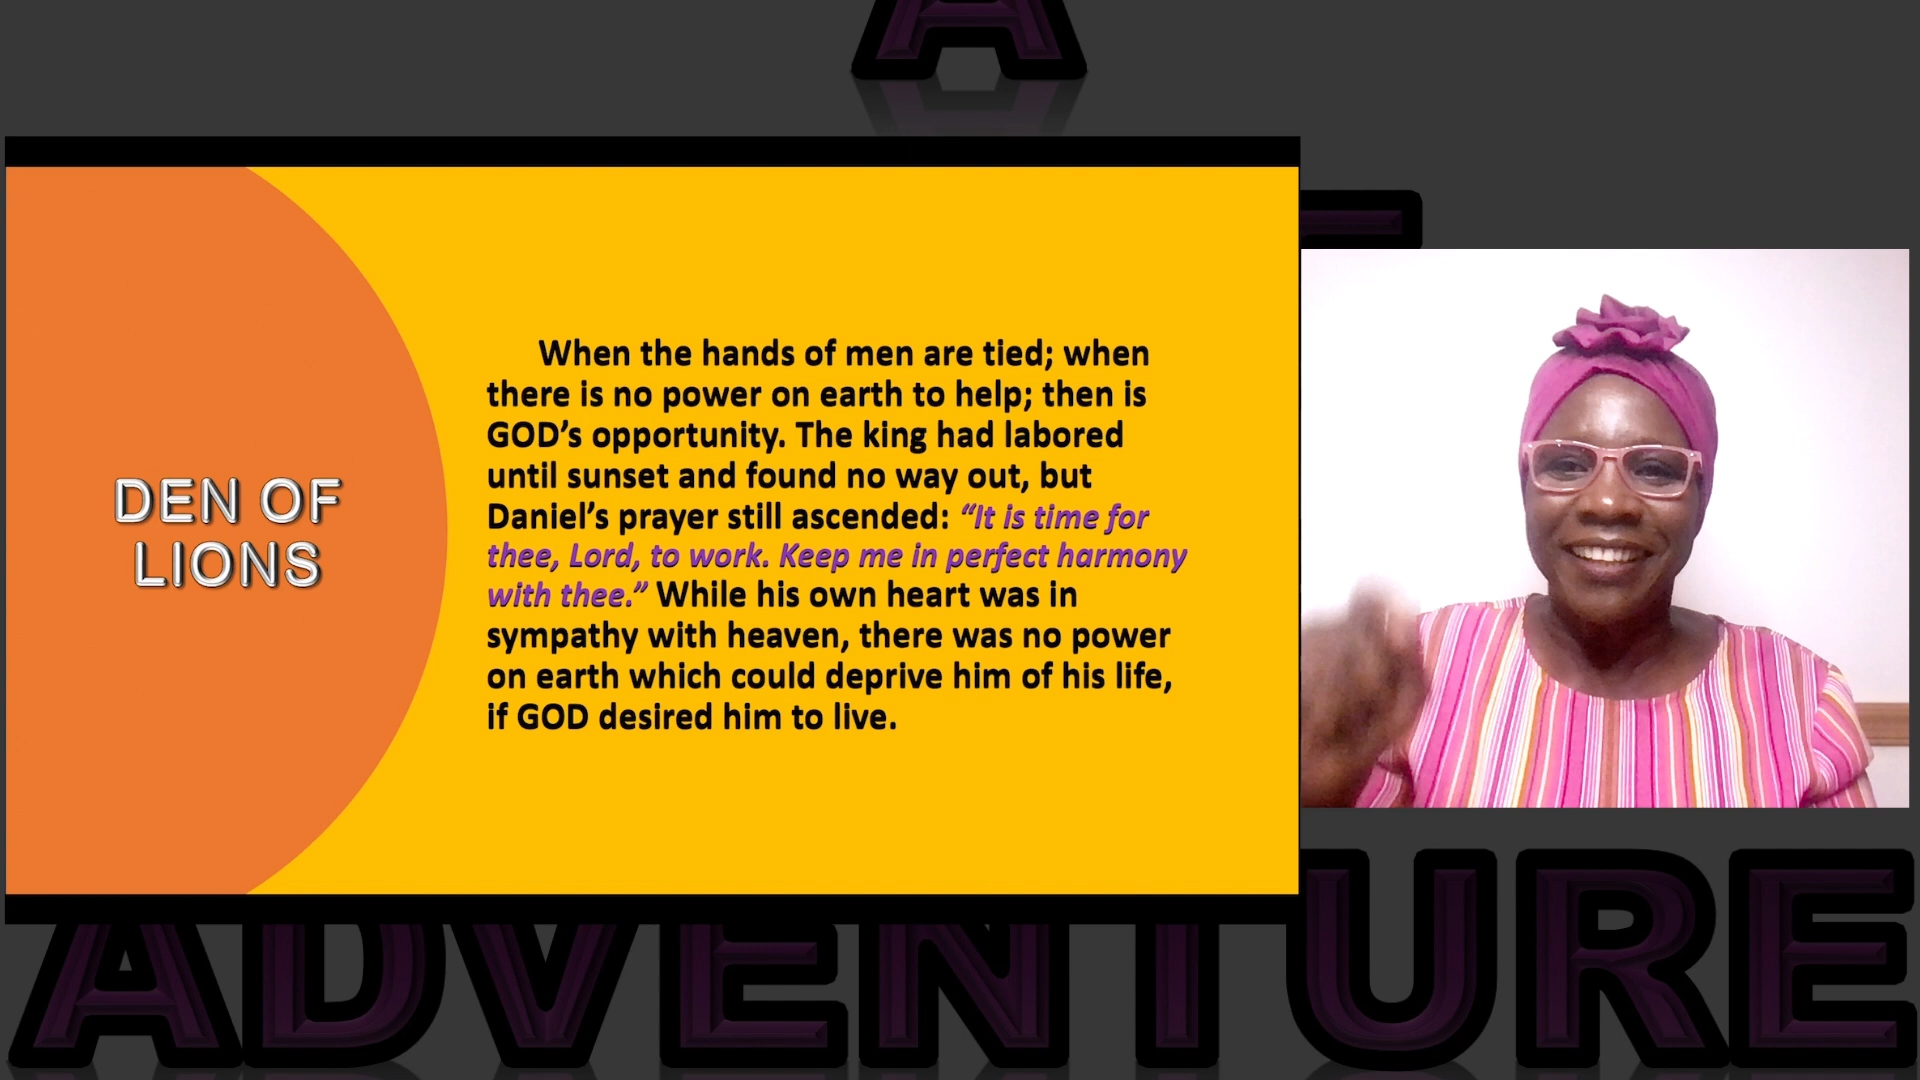 A
DEN OF
LIONS
When the hands of men are tied; when
there is no power on earth to help; then is
GOD’s opportunity. The king had labored
until sunset and found no way out, but
Daniel’s prayer still ascended: “It is time for
thee, Lord, to work. Keep me in perfect harmony
with thee.” While his own heart was in
sympathy with heaven, there was no power
on earth which could deprive him of his life,
if GOD desired him to live.
ADVENTURE